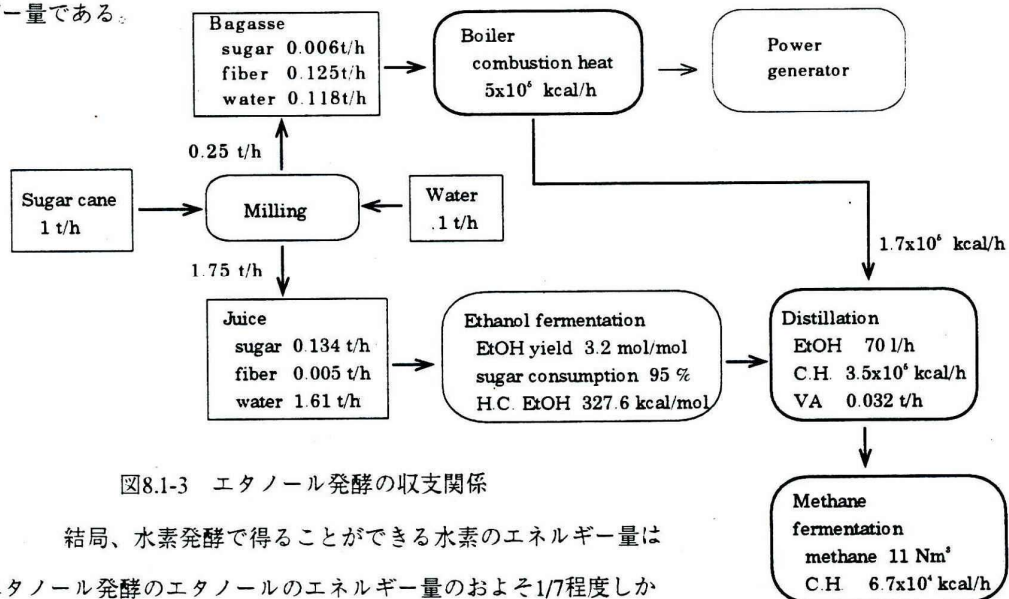 ー量である。
Bagasse
sugar 0.006t/h
fiber 0.125t/h
water 0.118t/h
Boiler
combustion heat
5x10⁵ kcal/h
Power
generator
0.25 t/h
Sugar cane
1 t/h
Milling
Water
.1 t/h
1.75 t/h
1.7x10⁵ kcal/h
Juice
sugar 0.134 t/h
fiber 0.005 t/h
water 1.61 t/h
Ethanol fermentation
EtOH yield 3.2 mol/mol
sugar consumption 95 %
H.C. EtOH 327.6 kcal/mol
Distillation
EtOH 70 l/h
C.H. 3.5x10⁵ kcal/h
VA 0.032 t/h
図8.1-3 エタノール発酵の収支関係
Methane
fermentation
methane 11 Nm³
C.H. 6.7x10⁴ kcal/h
結局、水素発酵で得ることができる水素のエネルギー量は
エタノール発酵のエタノールのエネルギー量のおよそ1/7程度しか